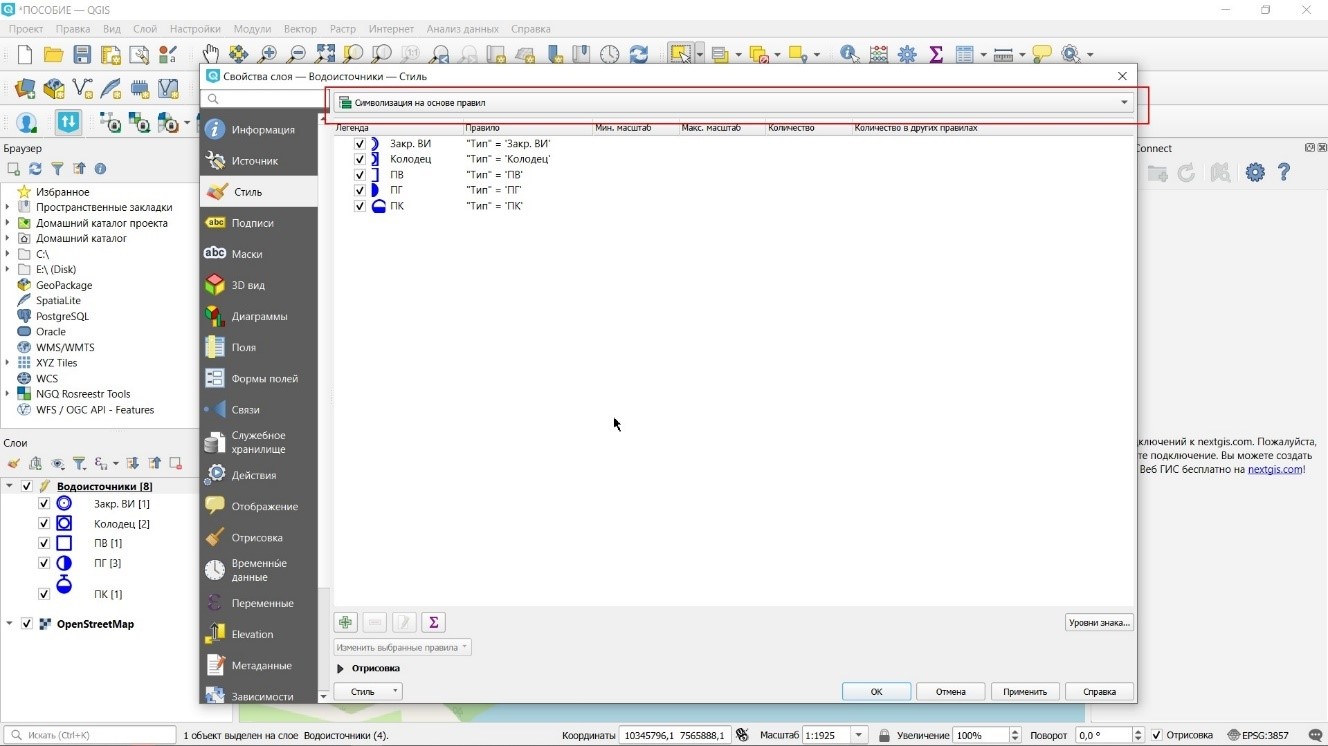 *ПОСОБИЕ — QGIS
Проект Правка Вид Слой Настройки Модули Вектор Растр Интернет Анализ данных Справка
Свойства слоя — Водоисточники — Стиль
Символизация на основе правил
Легенда Правило Мин. масштаб Макс. масштаб Количество Количество в других правилах
Закр. ВИ "Тип" = 'Закр. ВИ'
Колодец "Тип" = 'Колодец'
ПВ "Тип" = 'ПВ'
ПГ "Тип" = 'ПГ'
ПК "Тип" = 'ПК'
Информация
Источник
Стиль
abc Подписи
abc Маски
3D вид
Диаграммы
Поля
Формы полей
Связи
Служебное
хранилище
Действия
Отображение
Отрисовка
Временные
данные
Переменные
Elevation
Метаданные
Зависимости
Уровни знака...
Изменить выбранные правила
Отрисовка
Стиль
OK Отмена Применить Справка
Браузер
Избранное
Пространственные закладки
Домашний каталог проекта
Домашний каталог
C:\
E:\ (Disk)
GeoPackage
SpatiaLite
PostgreSQL
Oracle
WMS/WMTS
XYZ Tiles
WCS
NGQ Rosreestr Tools
WFS / OGC API - Features
Слои
Водоисточники [8]
Закр. ВИ [1]
Колодец [2]
ПВ [1]
ПГ [3]
ПК [1]
OpenStreetMap
onnect
ключений к nextgis.com. Пожалуйста,
те подключение. Вы можете создать
Веб ГИС бесплатно на nextgis.com!
Искать (Ctrl+K) 1 объект выделен на слое Водоисточники (4). Координаты 10345796,1 7565888,1 Масштаб 1:1925 Увеличение 100% Поворот 0,0 ° Отрисовка EPSG:3857